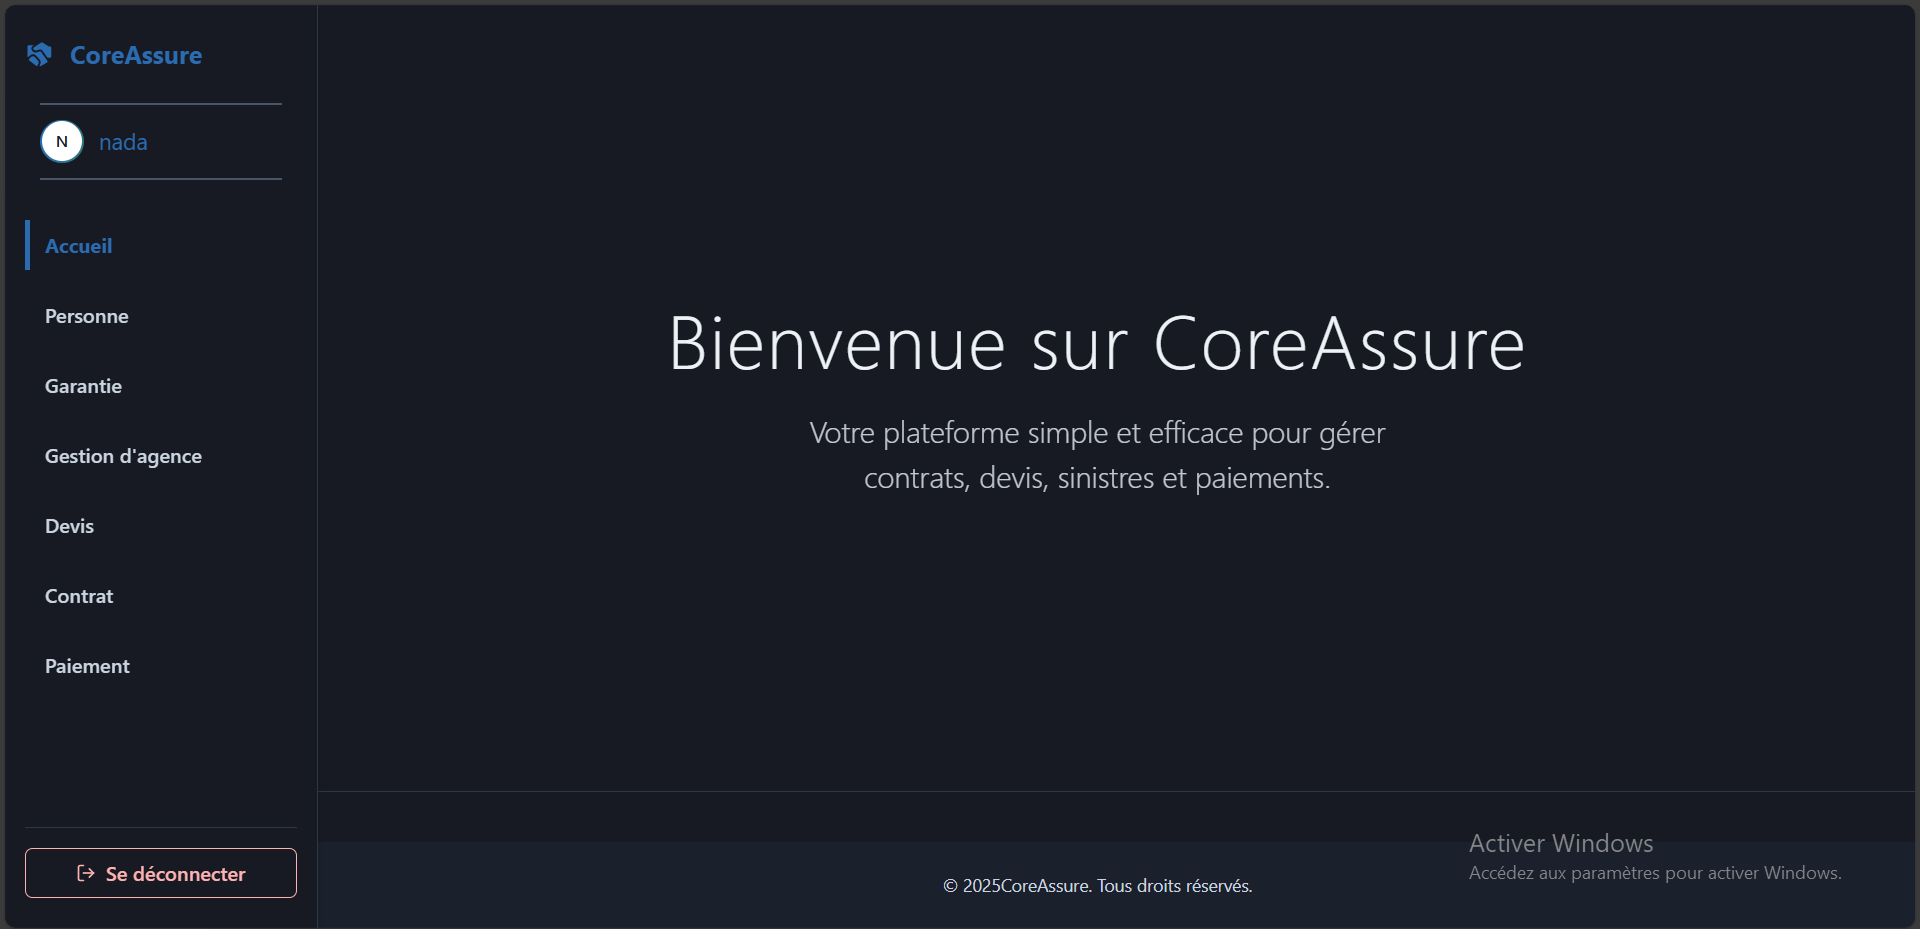 CoreAssure
N
nada
Accueil
Personne
Garantie
Gestion d'agence
Devis
Contrat
Paiement
Se déconnecter
Bienvenue sur CoreAssure
Votre plateforme simple et efficace pour gérer
contrats, devis, sinistres et paiements.
© 2025CoreAssure. Tous droits réservés.
Activer Windows
Accédez aux paramètres pour activer Windows.